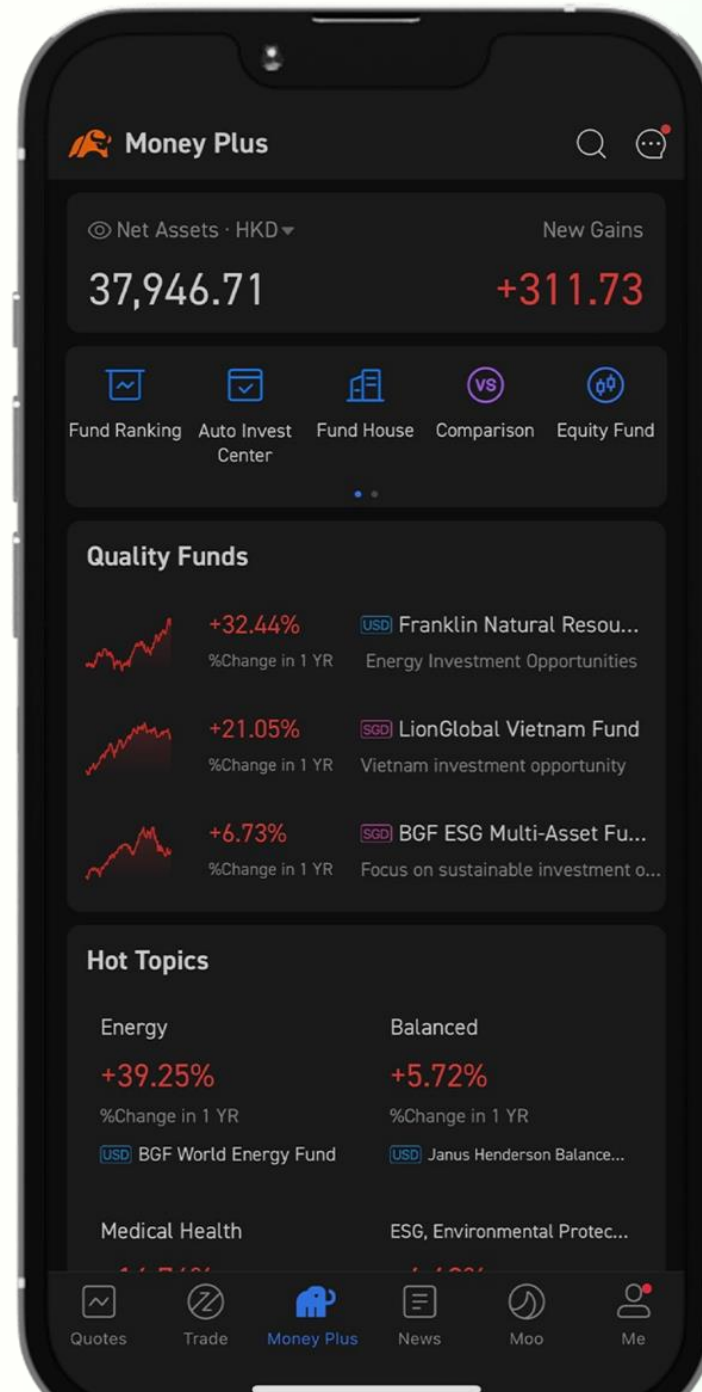 Money Plus
Net Assets · HKD
New Gains
37,946.71
+311.73
VS
Fund Ranking
Auto Invest
Center
Fund House
Comparison
Equity Fund
Quality Funds
+32.44%
USD Franklin Natural Resou...
%Change in 1 YR
Energy Investment Opportunities
+21.05%
SGD LionGlobal Vietnam Fund
%Change in 1 YR
Vietnam investment opportunity
+6.73%
SGD BGF ESG Multi-Asset Fu...
%Change in 1 YR
Focus on sustainable investment o...
Hot Topics
Energy
Balanced
+39.25%
+5.72%
%Change in 1 YR
%Change in 1 YR
USD BGF World Energy Fund
USD Janus Henderson Balance...
Medical Health
ESG, Environmental Protec...
Quotes
Trade
Money Plus
News
Moo
Me